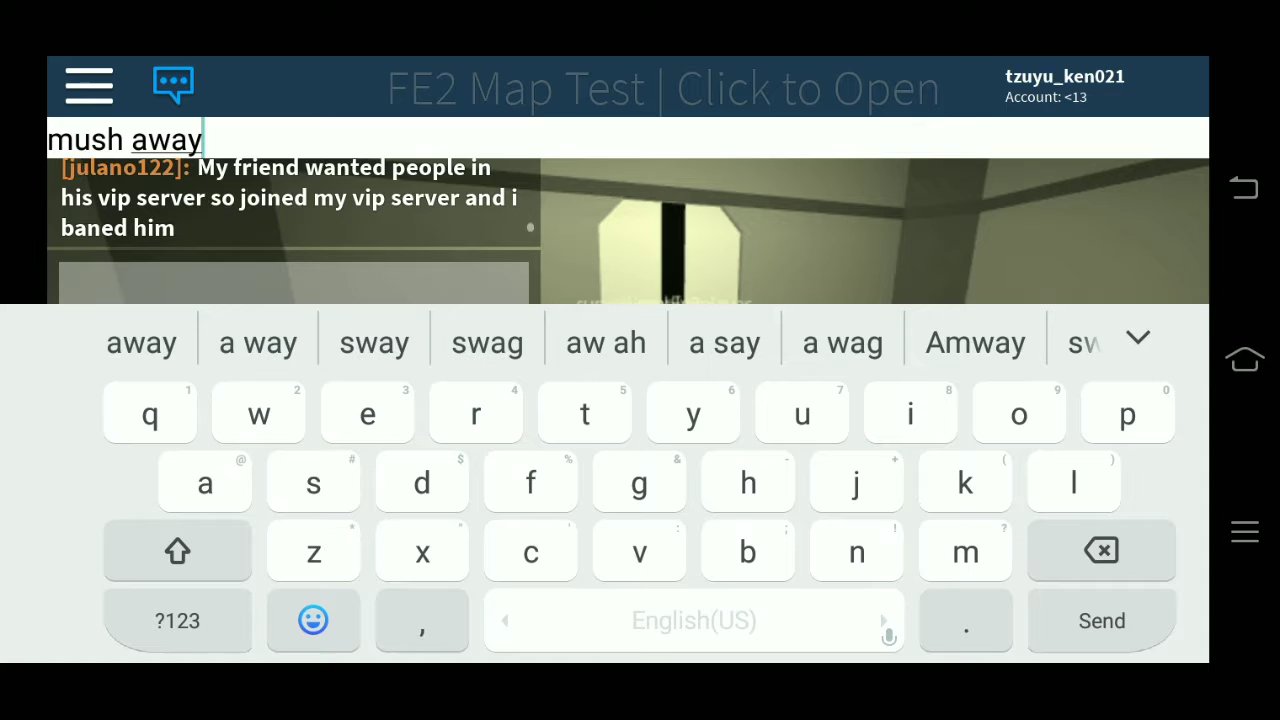 FE2 Map Test | Click to Open
tzuyu_ken021
Account: <13
mush away
[julano122]: My friend wanted people in
his vip server so joined my vip server and i
baned him
away a way sway swag aw ah a say a wag Amway sw
1 2 3 4 5 6 7 8 9 0
q w e r t y u i o p
@ # $ % & - + ( )
a s d f g h j k l
* " ' : ; ! ?
z x c v b n m
?123 , English(US) . Send